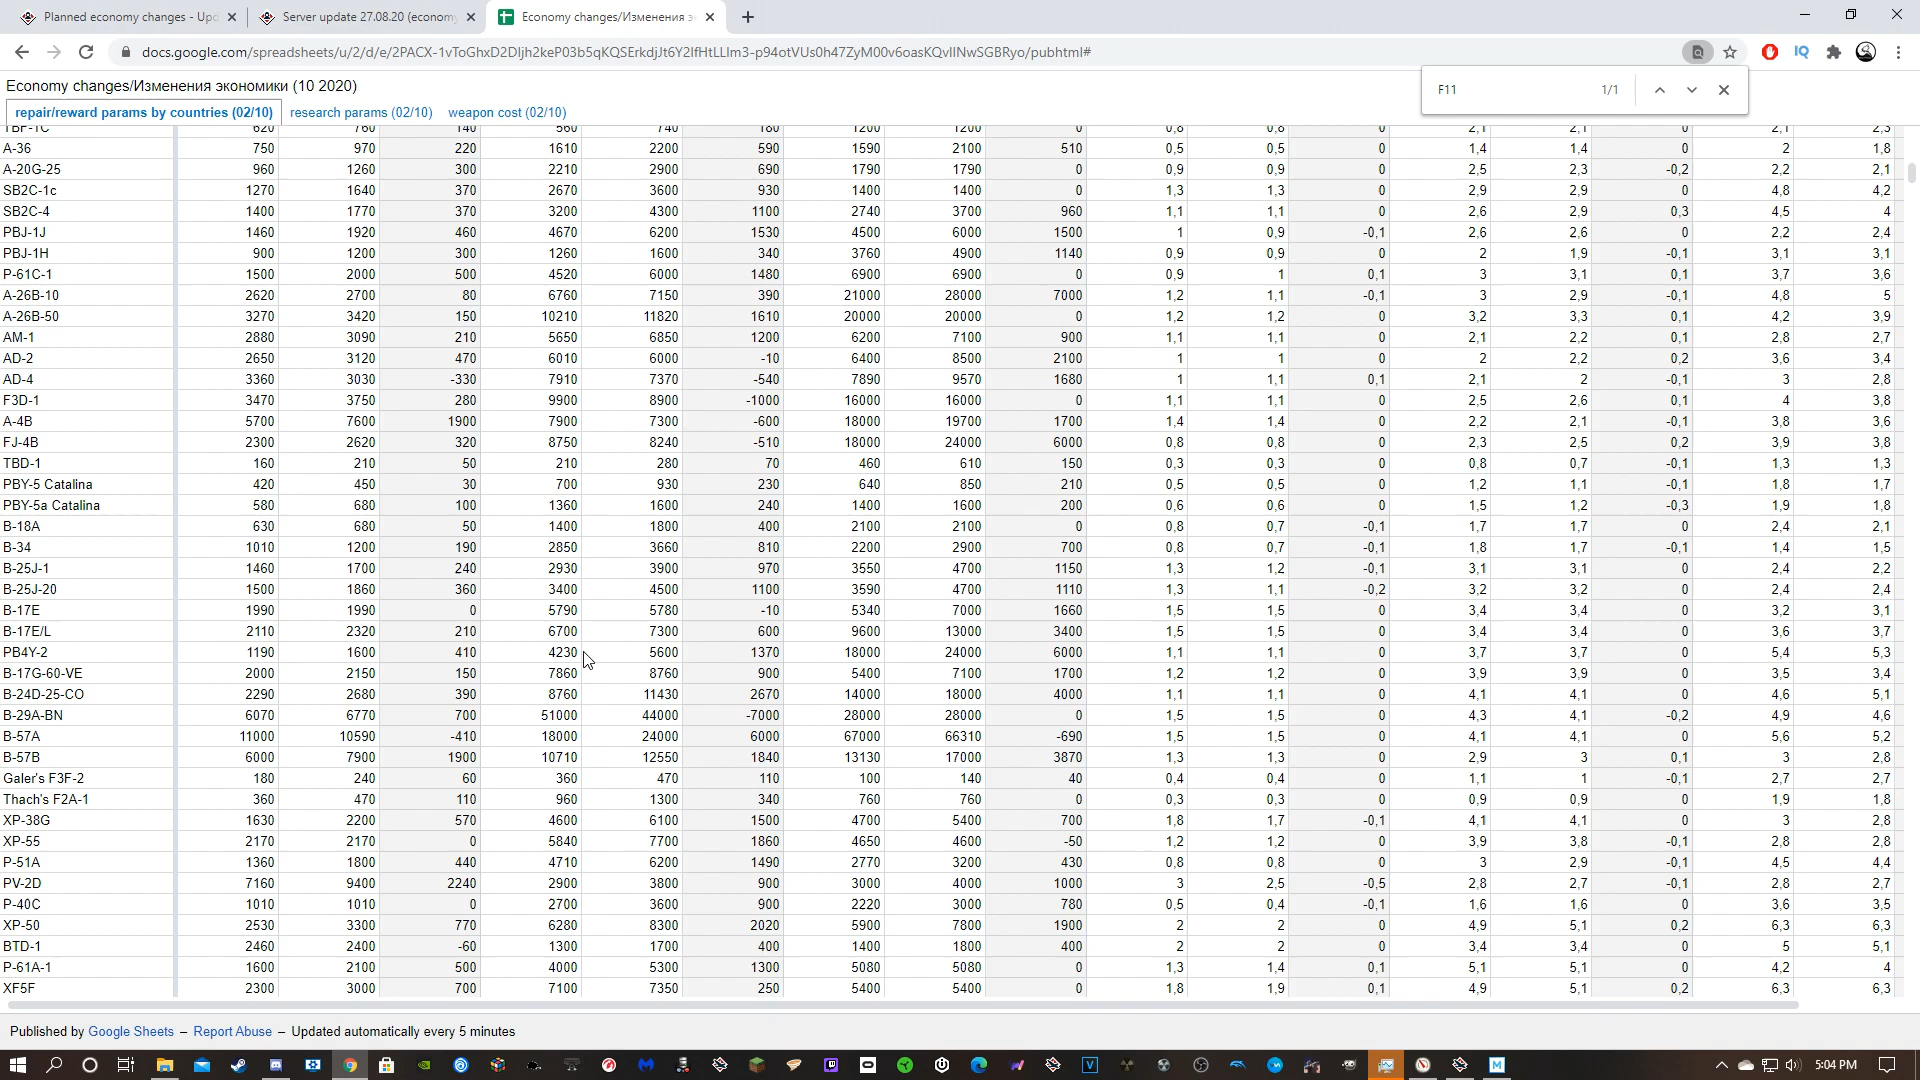 Planned economy changes - Upd
Server update 27.08.20 (economy
Economy changes/Изменения э
docs.google.com/spreadsheets/u/2/d/e/2PACX-1vToGhxD2DIjh2keP03b5qKQSErkdjJt6Y2IfHtLLlm3-p94otVUs0h47ZyM00v6oasKQvIlNwSGBRyo/pubhtml#
Economy changes/Изменения экономики (10 2020)
F11 1/1
repair/reward params by countries (02/10) research params (02/10) weapon cost (02/10)
TBF-1C 620 760 140 560 740 180 1200 1200 0 0,8 0,8 0 2,1 2,1 0 2,1 2,3
A-36 750 970 220 1610 2200 590 1590 2100 510 0,5 0,5 0 1,4 1,4 0 2 1,8
A-20G-25 960 1260 300 2210 2900 690 1790 1790 0 0,9 0,9 0 2,5 2,3 -0,2 2,2 2,1
SB2C-1c 1270 1640 370 2670 3600 930 1400 1400 0 1,3 1,3 0 2,9 2,9 0 4,8 4,2
SB2C-4 1400 1770 370 3200 4300 1100 2740 3700 960 1,1 1,1 0 2,6 2,9 0,3 4,5 4
PBJ-1J 1460 1920 460 4670 6200 1530 4500 6000 1500 1 0,9 -0,1 2,6 2,6 0 2,2 2,4
PBJ-1H 900 1200 300 1260 1600 340 3760 4900 1140 0,9 0,9 0 2 1,9 -0,1 3,1 3,1
P-61C-1 1500 2000 500 4520 6000 1480 6900 6900 0 0,9 1 0,1 3 3,1 0,1 3,7 3,6
A-26B-10 2620 2700 80 6760 7150 390 21000 28000 7000 1,2 1,1 -0,1 3 2,9 -0,1 4,8 5
A-26B-50 3270 3420 150 10210 11820 1610 20000 20000 0 1,2 1,2 0 3,2 3,3 0,1 4,2 3,9
AM-1 2880 3090 210 5650 6850 1200 6200 7100 900 1,1 1,1 0 2,1 2,2 0,1 2,8 2,7
AD-2 2650 3120 470 6010 6000 -10 6400 8500 2100 1 1 0 2 2,2 0,2 3,6 3,4
AD-4 3360 3030 -330 7910 7370 -540 7890 9570 1680 1 1,1 0,1 2,1 2 -0,1 3 2,8
F3D-1 3470 3750 280 9900 8900 -1000 16000 16000 0 1,1 1,1 0 2,5 2,6 0,1 4 3,8
A-4B 5700 7600 1900 7900 7300 -600 18000 19700 1700 1,4 1,4 0 2,2 2,1 -0,1 3,8 3,6
FJ-4B 2300 2620 320 8750 8240 -510 18000 24000 6000 0,8 0,8 0 2,3 2,5 0,2 3,9 3,8
TBD-1 160 210 50 210 280 70 460 610 150 0,3 0,3 0 0,8 0,7 -0,1 1,3 1,3
PBY-5 Catalina 420 450 30 700 930 230 640 850 210 0,5 0,5 0 1,2 1,1 -0,1 1,8 1,7
PBY-5a Catalina 580 680 100 1360 1600 240 1400 1600 200 0,6 0,6 0 1,5 1,2 -0,3 1,9 1,8
B-18A 630 680 50 1400 1800 400 2100 2100 0 0,8 0,7 -0,1 1,7 1,7 0 2,4 2,1
B-34 1010 1200 190 2850 3660 810 2200 2900 700 0,8 0,7 -0,1 1,8 1,7 -0,1 1,4 1,5
B-25J-1 1460 1700 240 2930 3900 970 3550 4700 1150 1,3 1,2 -0,1 3,1 3,1 0 2,4 2,2
B-25J-20 1500 1860 360 3400 4500 1100 3590 4700 1110 1,3 1,1 -0,2 3,2 3,2 0 2,4 2,4
B-17E 1990 1990 0 5790 5780 -10 5340 7000 1660 1,5 1,5 0 3,4 3,4 0 3,2 3,1
B-17E/L 2110 2320 210 6700 7300 600 9600 13000 3400 1,5 1,5 0 3,4 3,4 0 3,6 3,7
PB4Y-2 1190 1600 410 4230 5600 1370 18000 24000 6000 1,1 1,1 0 3,7 3,7 0 5,4 5,3
B-17G-60-VE 2000 2150 150 7860 8760 900 5400 7100 1700 1,2 1,2 0 3,9 3,9 0 3,5 3,4
B-24D-25-CO 2290 2680 390 8760 11430 2670 14000 18000 4000 1,1 1,1 0 4,1 4,1 0 4,6 5,1
B-29A-BN 6070 6770 700 51000 44000 -7000 28000 28000 0 1,5 1,5 0 4,3 4,1 -0,2 4,9 4,6
B-57A 11000 10590 -410 18000 24000 6000 67000 66310 -690 1,5 1,5 0 4,1 4,1 0 5,6 5,2
B-57B 6000 7900 1900 10710 12550 1840 13130 17000 3870 1,3 1,3 0 2,9 3 0,1 3 2,8
Galer's F3F-2 180 240 60 360 470 110 100 140 40 0,4 0,4 0 1,1 1 -0,1 2,7 2,7
Thach's F2A-1 360 470 110 960 1300 340 760 760 0 0,3 0,3 0 0,9 0,9 0 1,9 1,8
XP-38G 1630 2200 570 4600 6100 1500 4700 5400 700 1,8 1,7 -0,1 4,1 4,1 0 3 2,8
XP-55 2170 2170 0 5840 7700 1860 4650 4600 -50 1,2 1,2 0 3,9 3,8 -0,1 2,8 2,8
P-51A 1360 1800 440 4710 6200 1490 2770 3200 430 0,8 0,8 0 3 2,9 -0,1 4,5 4,4
PV-2D 7160 9400 2240 2900 3800 900 3000 4000 1000 3 2,5 -0,5 2,8 2,7 -0,1 2,8 2,7
P-40C 1010 1010 0 2700 3600 900 2220 3000 780 0,5 0,4 -0,1 1,6 1,6 0 3,6 3,5
XP-50 2530 3300 770 6280 8300 2020 5900 7800 1900 2 2 0 4,9 5,1 0,2 6,3 6,3
BTD-1 2460 2400 -60 1300 1700 400 1400 1800 400 2 2 0 3,4 3,4 0 5 5,1
P-61A-1 1600 2100 500 4000 5300 1300 5080 5080 0 1,3 1,4 0,1 5,1 5,1 0 4,2 4
XF5F 2300 3000 700 7100 7350 250 5400 5400 0 1,8 1,9 0,1 4,9 5,1 0,2 6,3 6,3
Published by Google Sheets – Report Abuse – Updated automatically every 5 minutes
5:04 PM